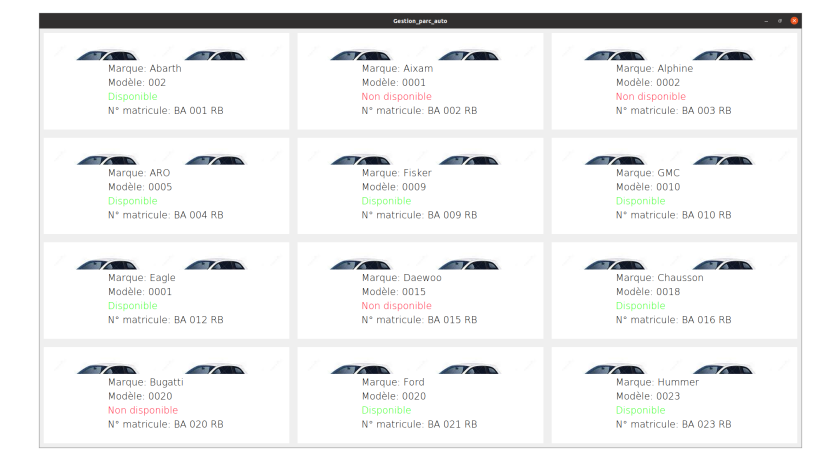 Gestion_parc_auto
Marque: Abarth
Modèle: 002
Disponible
N° matricule: BA 001 RB
Marque: Aixam
Modèle: 0001
Non disponible
N° matricule: BA 002 RB
Marque: Alphine
Modèle: 0002
Non disponible
N° matricule: BA 003 RB
Marque: ARO
Modèle: 0005
Disponible
N° matricule: BA 004 RB
Marque: Fisker
Modèle: 0009
Disponible
N° matricule: BA 009 RB
Marque: GMC
Modèle: 0010
Disponible
N° matricule: BA 010 RB
Marque: Eagle
Modèle: 0001
Disponible
N° matricule: BA 012 RB
Marque: Daewoo
Modèle: 0015
Non disponible
N° matricule: BA 015 RB
Marque: Chausson
Modèle: 0018
Disponible
N° matricule: BA 016 RB
Marque: Bugatti
Modèle: 0020
Non disponible
N° matricule: BA 020 RB
Marque: Ford
Modèle: 0020
Disponible
N° matricule: BA 021 RB
Marque: Hummer
Modèle: 0023
Disponible
N° matricule: BA 023 RB